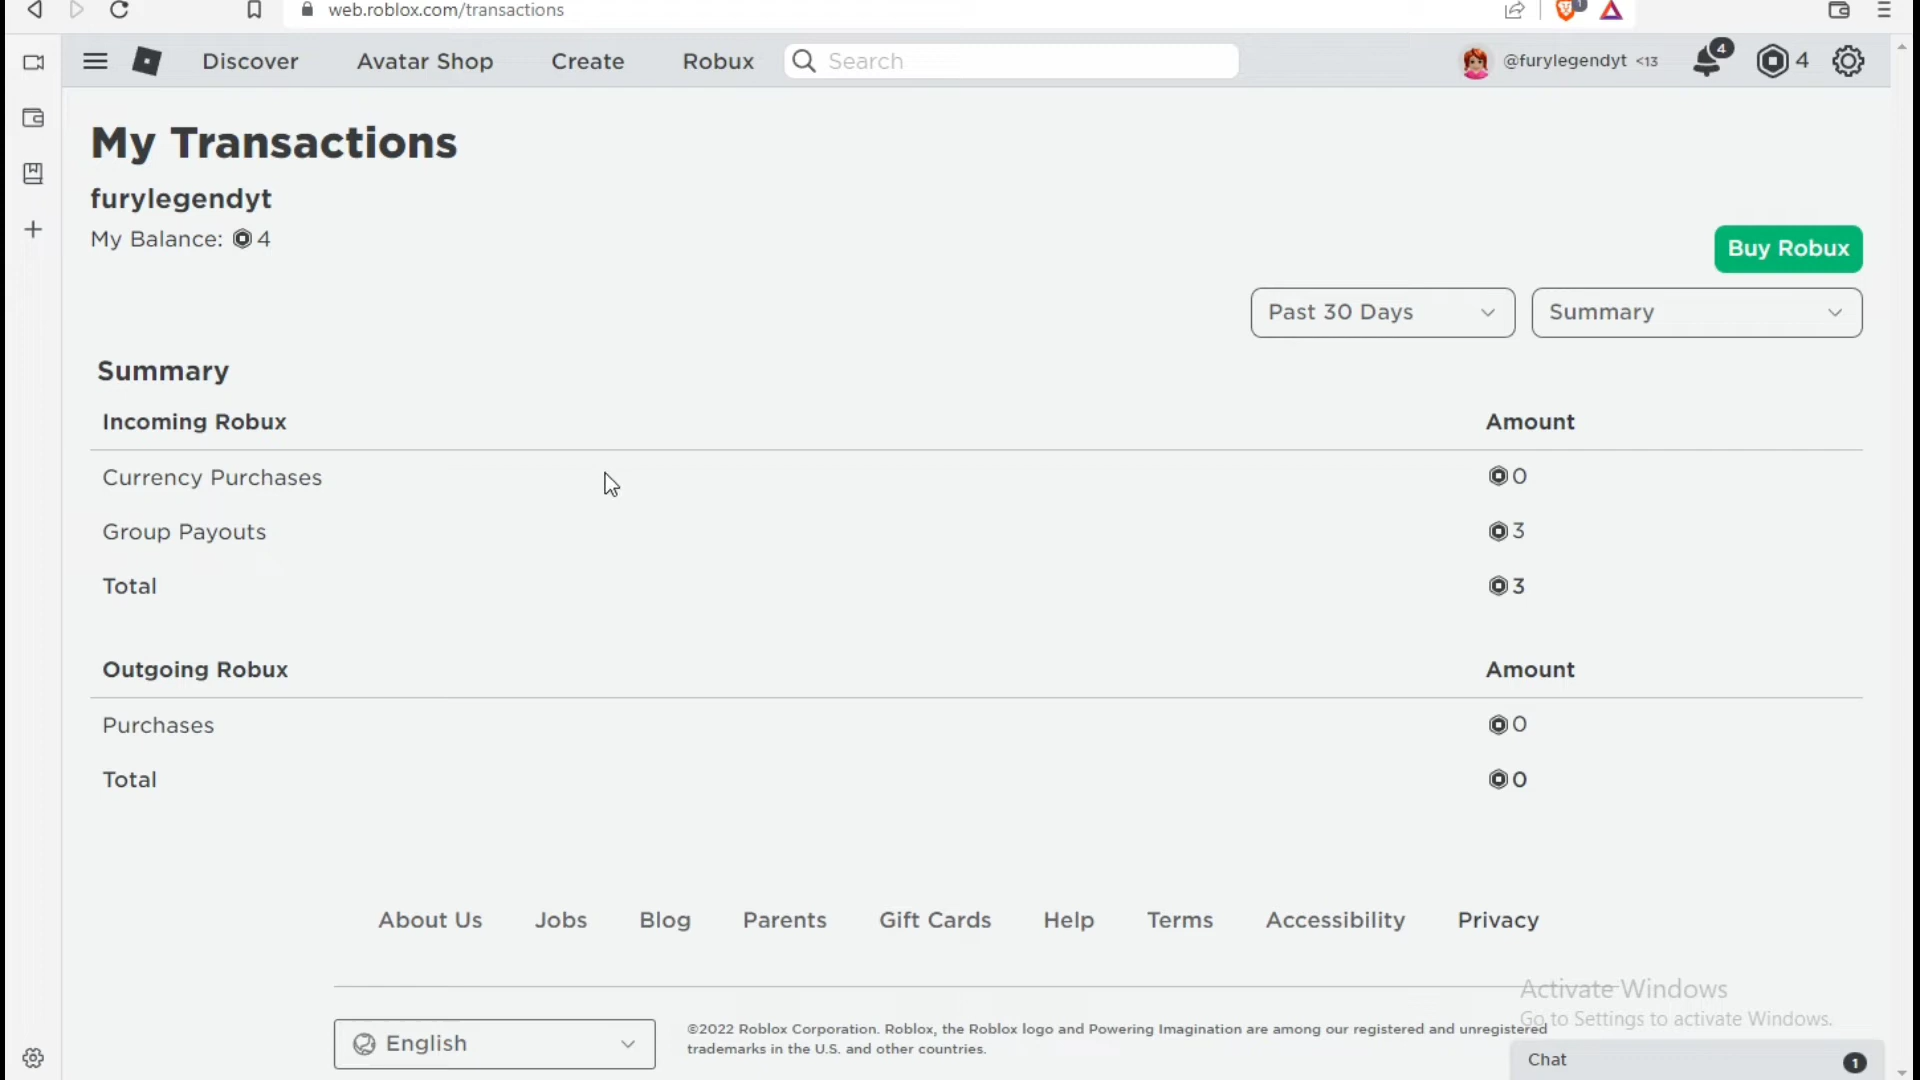 web.roblox.com/transactions
1
Discover Avatar Shop Create Robux Search @furylegendyt <13 4 4
My Transactions
furylegendyt
My Balance: 4
Buy Robux
Past 30 Days Summary
Summary
Incoming Robux Amount
Currency Purchases 0
Group Payouts 3
Total 3
Outgoing Robux Amount
Purchases 0
Total 0
About Us Jobs Blog Parents Gift Cards Help Terms Accessibility Privacy
Activate Windows
Go to Settings to activate Windows.
English
©2022 Roblox Corporation. Roblox, the Roblox logo and Powering Imagination are among our registered and unregistered
trademarks in the U.S. and other countries.
Chat 1